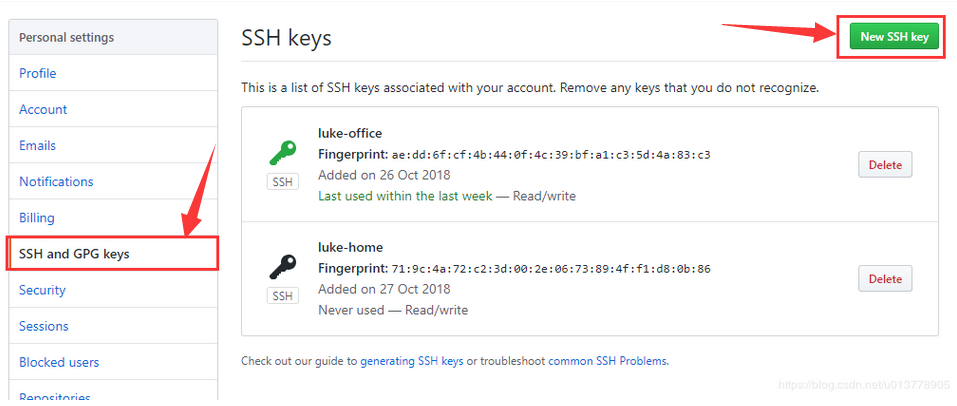 Personal settings
Profile
Account
Emails
Notifications
Billing
SSH and GPG keys
Security
Sessions
Blocked users
Repositories
SSH keys
New SSH key
This is a list of SSH keys associated with your account. Remove any keys that you do not recognize.
luke-office
Fingerprint: ae:dd:6f:cf:4b:44:0f:4c:39:bf:a1:c3:5d:4a:83:c3
SSH
Added on 26 Oct 2018
Last used within the last week — Read/write
Delete
luke-home
Fingerprint: 71:9c:4a:72:c2:3d:00:2e:06:73:89:4f:f1:d8:0b:86
SSH
Added on 27 Oct 2018
Never used — Read/write
Delete
Check out our guide to generating SSH keys or troubleshoot common SSH Problems.
https://blog.csdn.net/u013778905